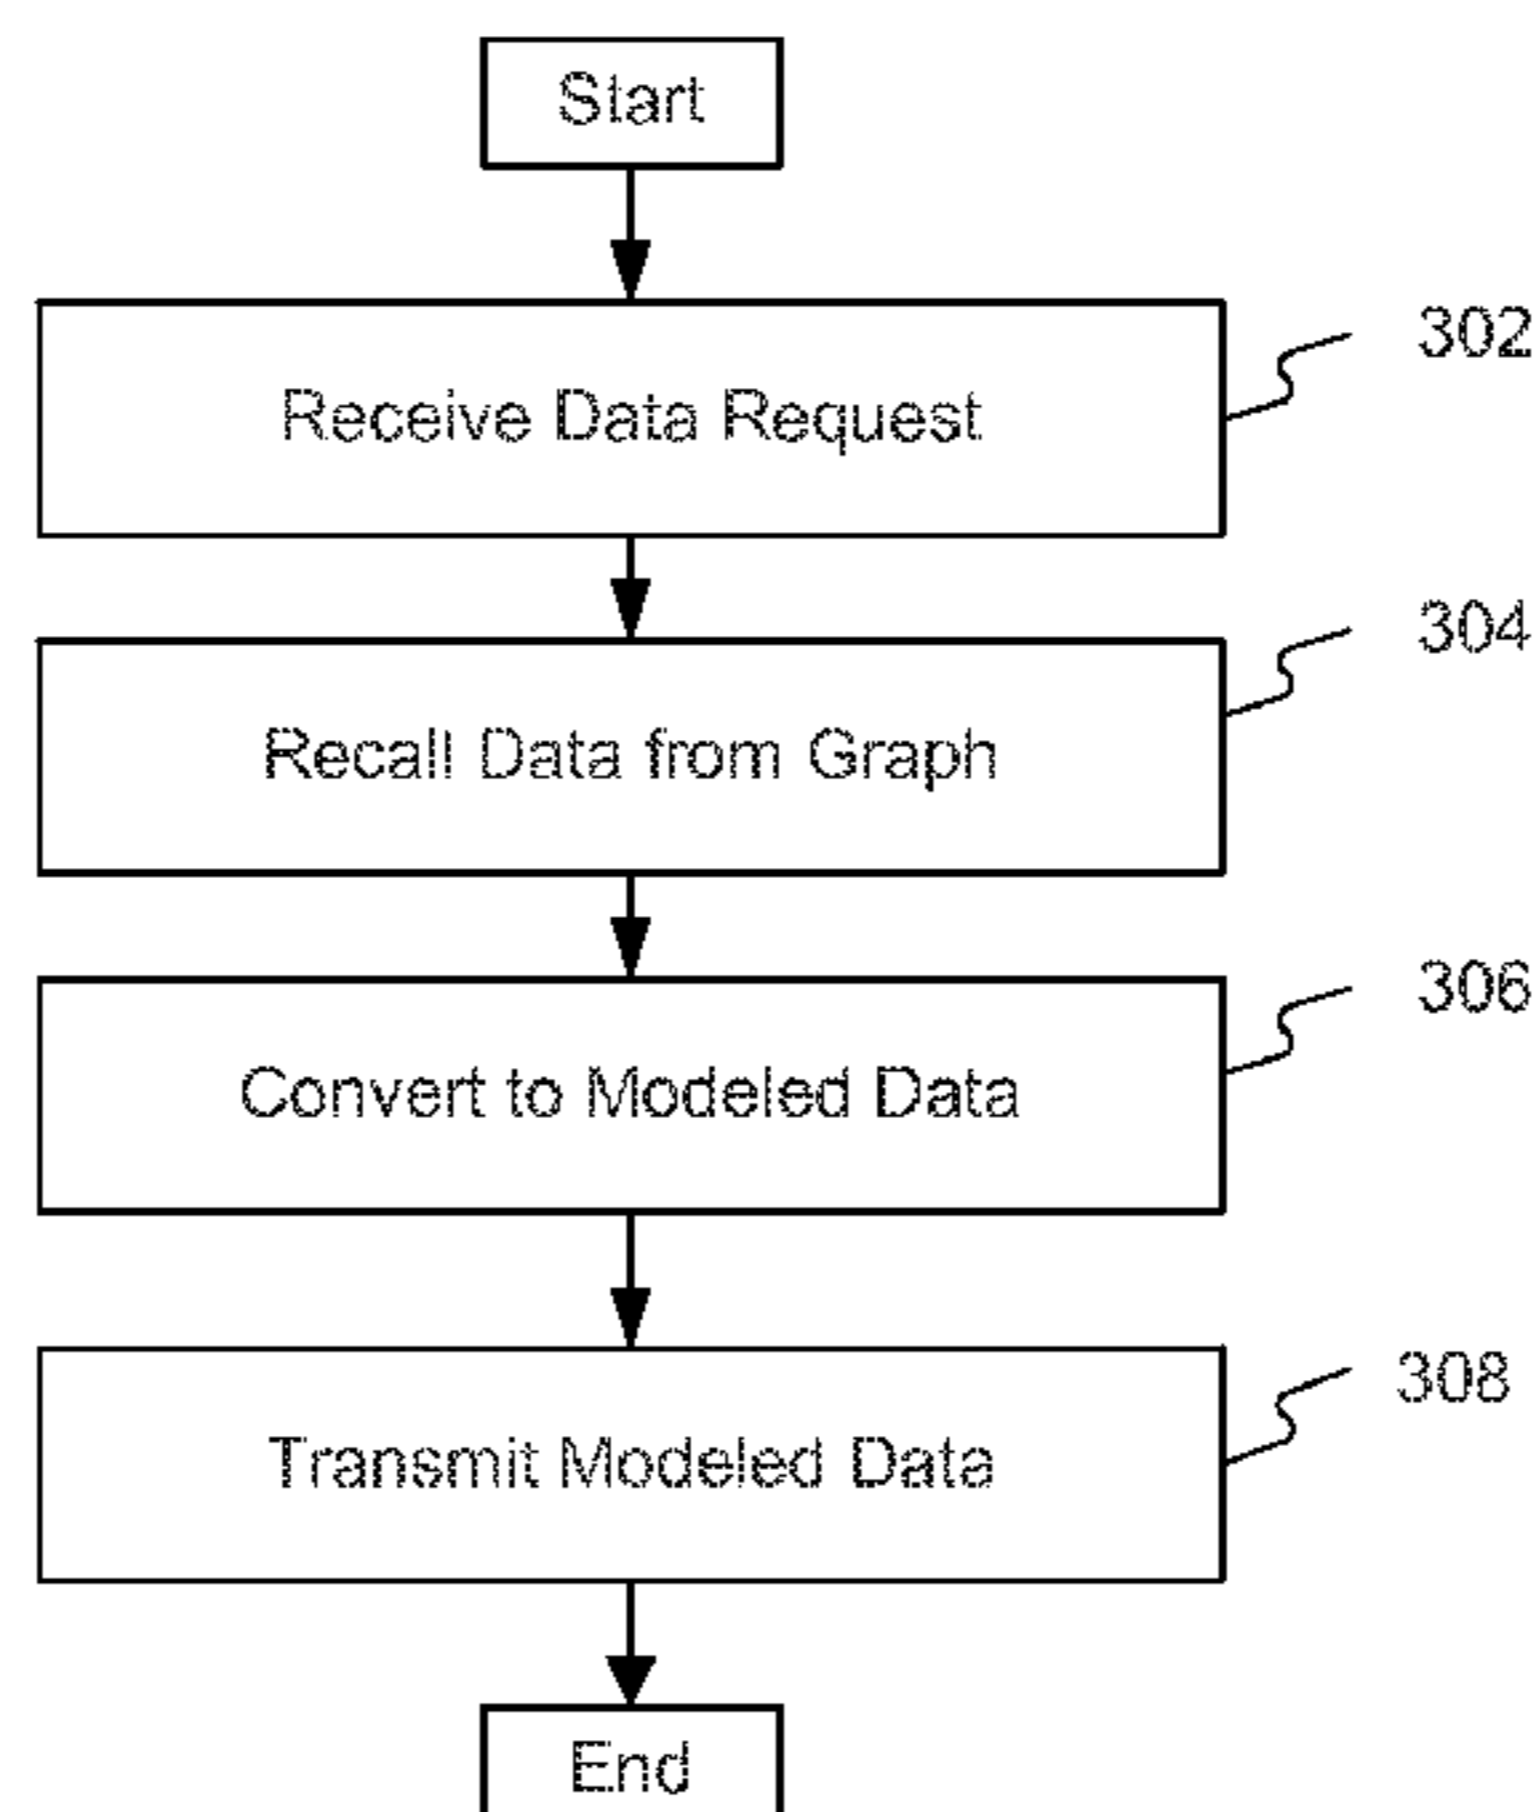 Start
Receive Data Request
302
Recall Data from Graph
304
Convert to Modeled Data
306
Transmit Modeled Data
308
End